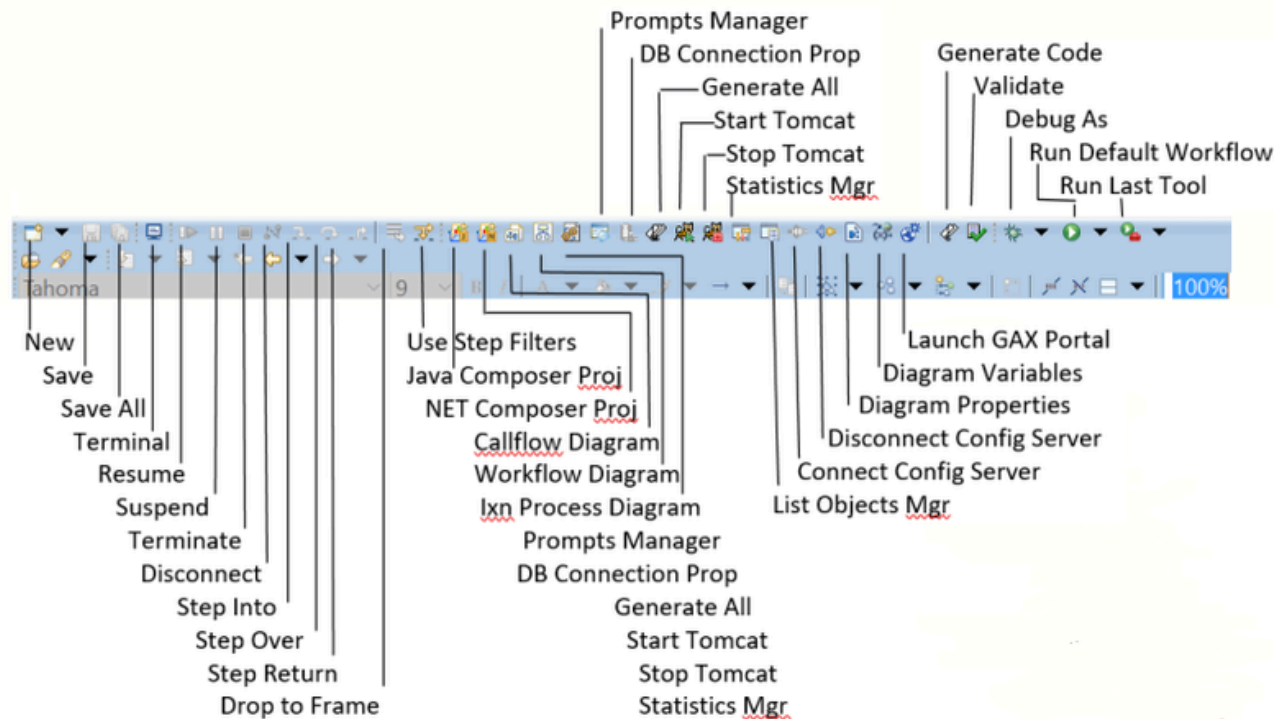 Prompts Manager
DB Connection Prop
Generate All
Start Tomcat
Stop Tomcat
Statistics Mgr
Generate Code
Validate
Debug As
Run Default Workflow
Run Last Tool
Tahoma
9
100%
New
Save
Save All
Terminal
Resume
Suspend
Terminate
Disconnect
Step Into
Step Over
Step Return
Drop to Frame
Use Step Filters
Java Composer Proj
NET Composer Proj
Callflow Diagram
Workflow Diagram
Ixn Process Diagram
Prompts Manager
DB Connection Prop
Generate All
Start Tomcat
Stop Tomcat
Statistics Mgr
Launch GAX Portal
Diagram Variables
Diagram Properties
Disconnect Config Server
Connect Config Server
List Objects Mgr